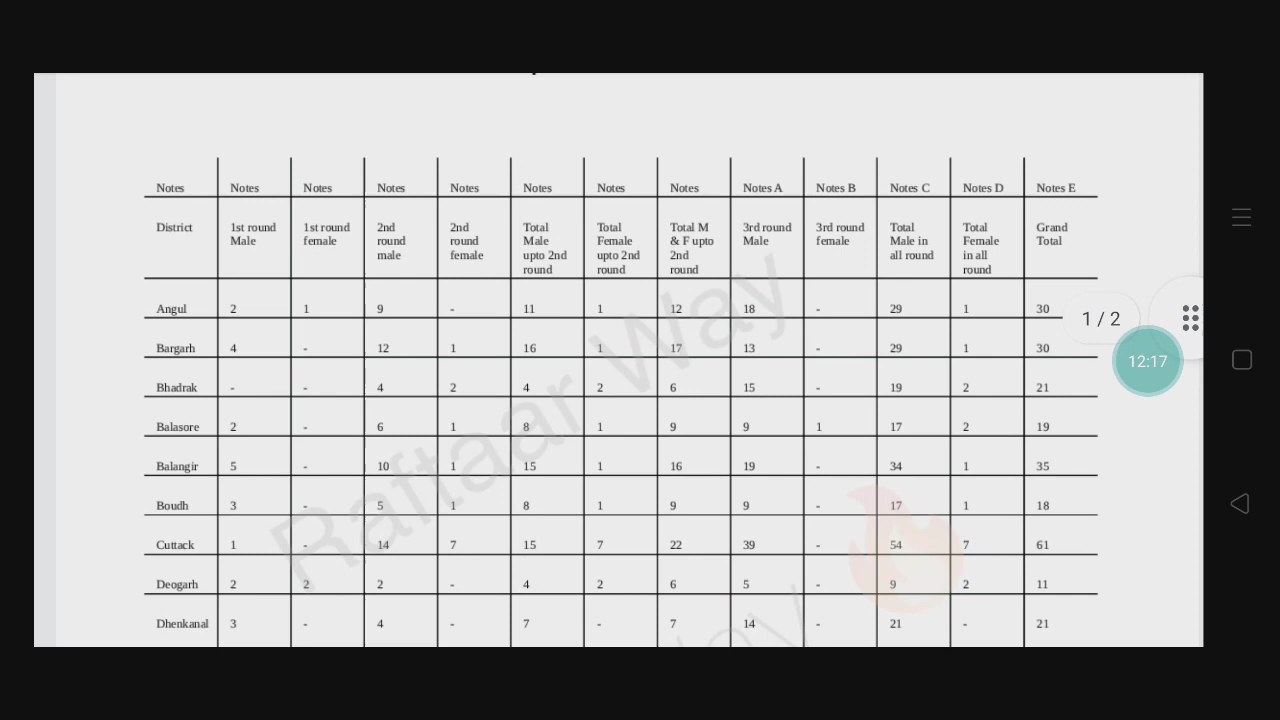 Notes Notes Notes Notes Notes Notes Notes Notes Notes A Notes B Notes C Notes D Notes E
District 1st round Male 1st round female 2nd round male 2nd round female Total Male upto 2nd round Total Female upto 2nd round Total M & F upto 2nd round 3rd round Male 3rd round female Total Male in all round Total Female in all round Grand Total
Angul 2 1 9 - 11 1 12 18 - 29 1 30
Bargarh 4 - 12 1 16 1 17 13 - 29 1 30
Bhadrak - - 4 2 4 2 6 15 - 19 2 21
Balasore 2 - 6 1 8 1 9 9 1 17 2 19
Balangir 5 - 10 1 15 1 16 19 - 34 1 35
Boudh 3 - 5 1 8 1 9 9 - 17 1 18
Cuttack 1 - 14 7 15 7 22 39 - 54 7 61
Deogarh 2 2 2 - 4 2 6 5 - 9 2 11
Dhenkanal 3 - 4 - 7 - 7 14 - 21 - 21
1 / 2
12:17
Raftaar Way
Way